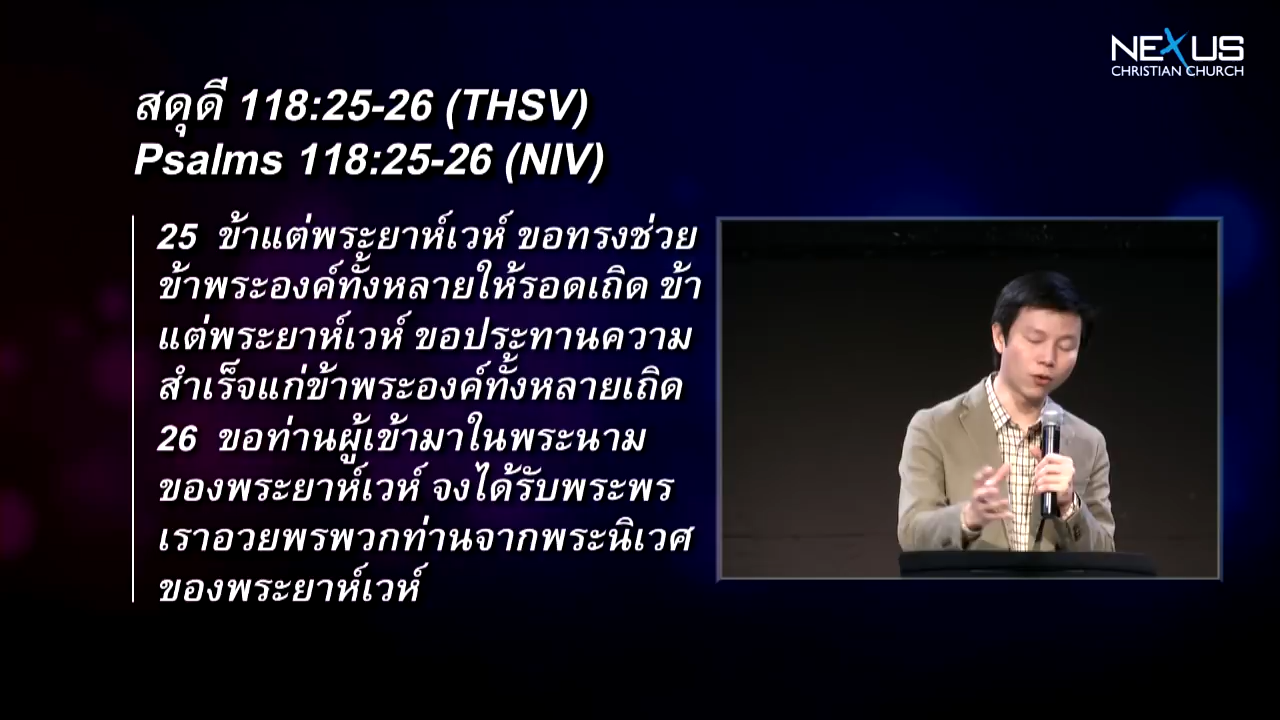 NEXUS
CHRISTIAN CHURCH
สดุดี 118:25-26 (THSV)
Psalms 118:25-26 (NIV)
25 ข้าแต่พระยาห์เวห์ ขอทรงช่วย
ข้าพระองค์ทั้งหลายให้รอดเถิด ข้า
แต่พระยาห์เวห์ ขอประทานความ
สำเร็จแก่ข้าพระองค์ทั้งหลายเถิด
26 ขอท่านผู้เข้ามาในพระนาม
ของพระยาห์เวห์ จงได้รับพระพร
เราอวยพรพวกท่านจากพระนิเวศ
ของพระยาห์เวห์